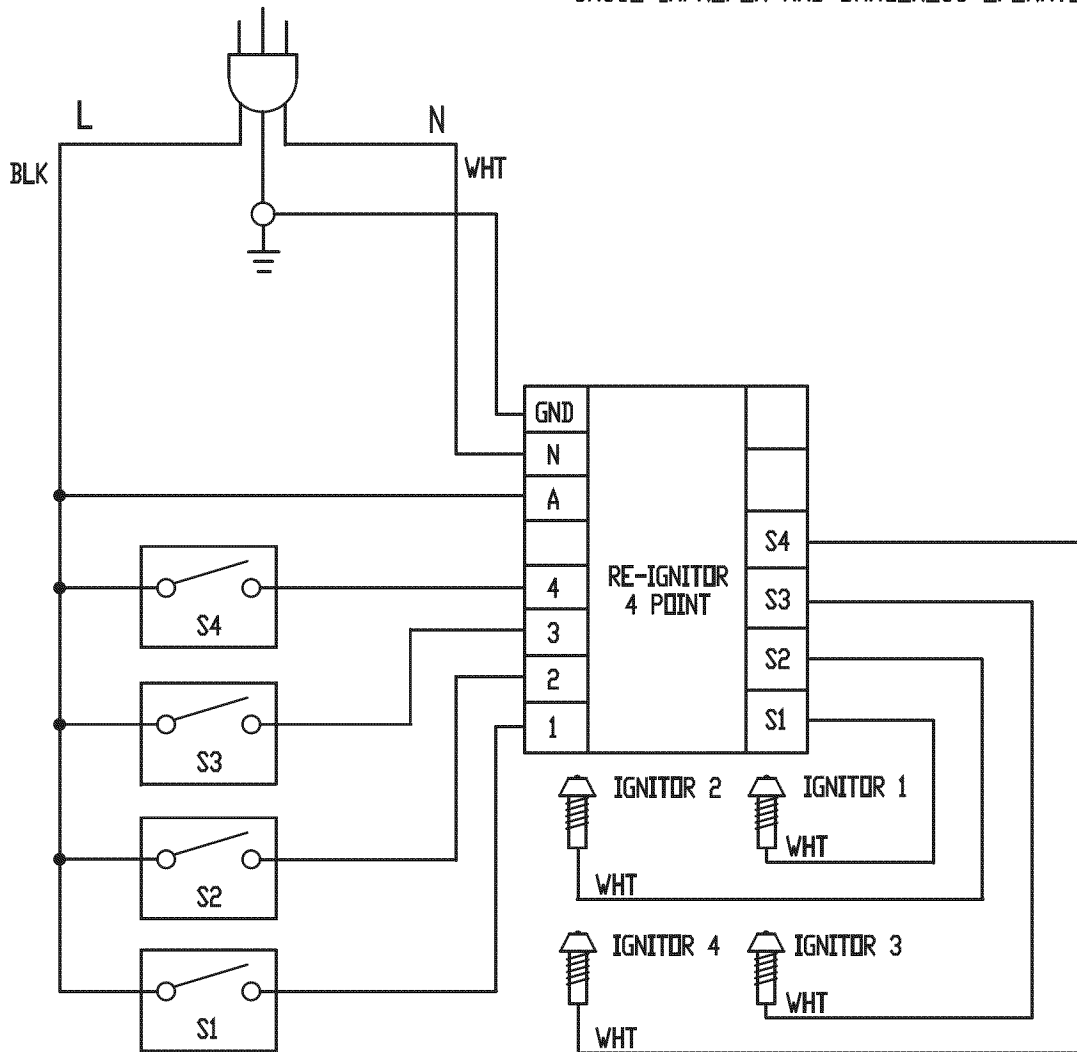 L
N
BLK
WHT
GND
N
A
4
3
2
1
RE-IGNITOR
4 POINT
S4
S3
S2
S1
S4
S3
S2
S1
IGNITOR 2
IGNITOR 1
WHT
WHT
IGNITOR 4
IGNITOR 3
WHT
WHT